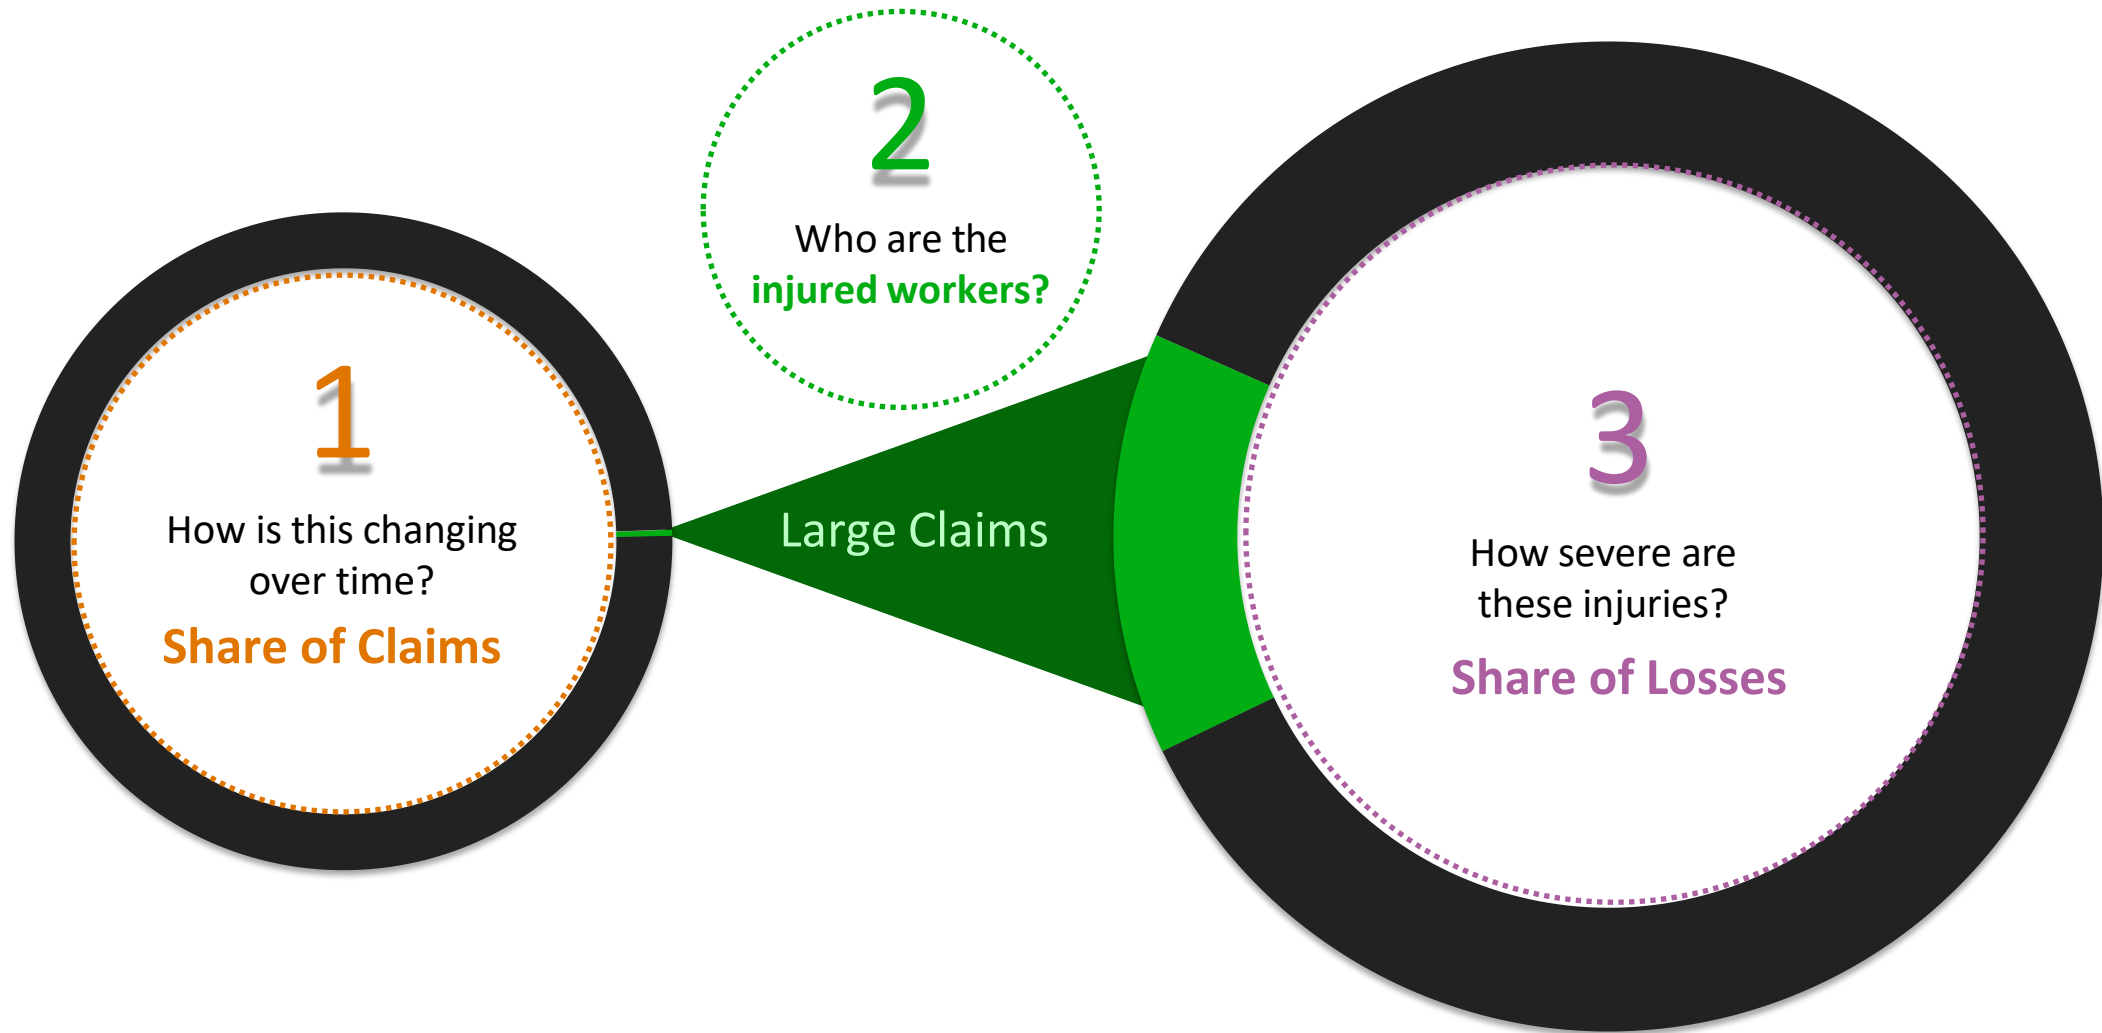 1
How is this changing
over time?
Share of Claims
2
Who are the
injured workers?
Large Claims
3
How severe are
these injuries?
Share of Losses